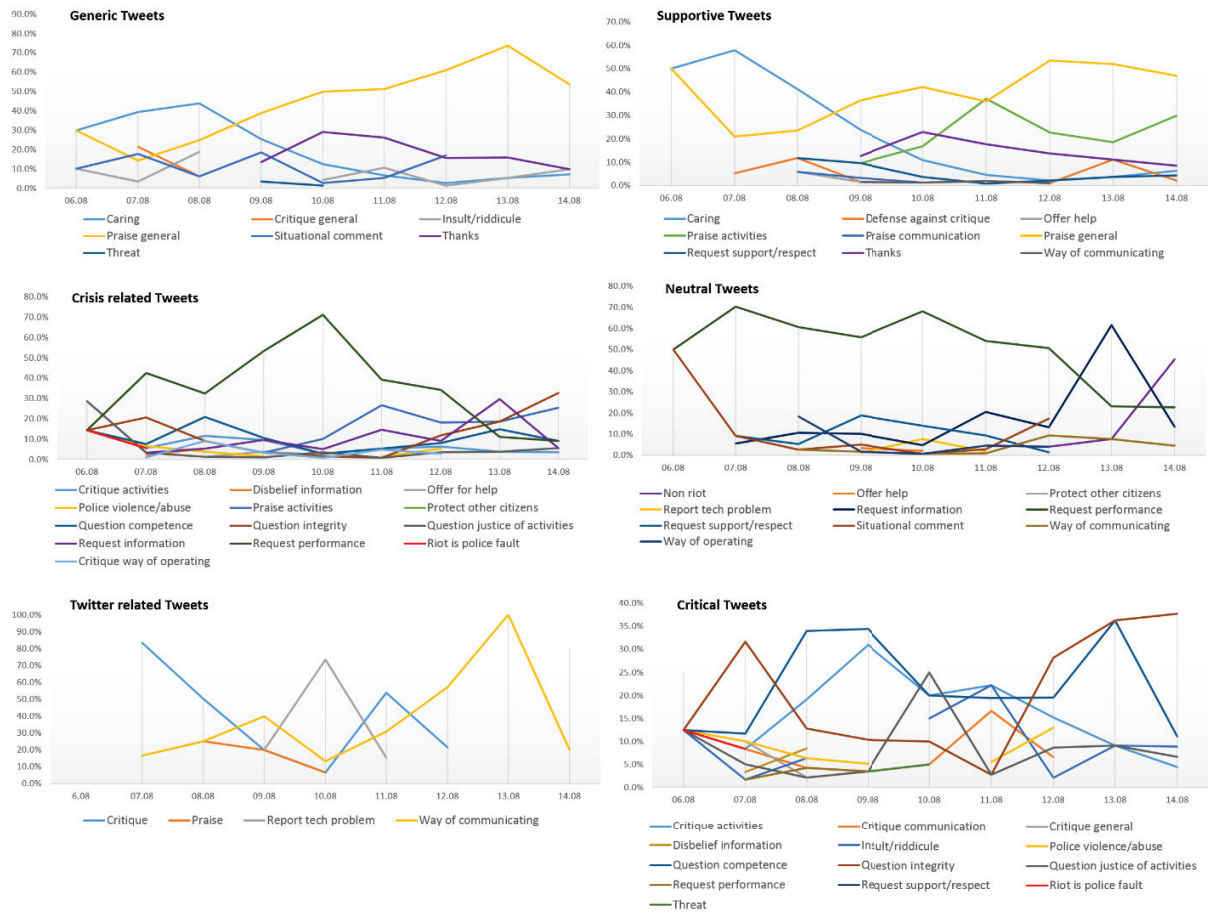 Generic Tweets
90.0%
80.0%
70.0%
60.0%
50.0%
40.0%
30.0%
20.0%
10.0%
0.0%
06.08 07.08 08.08 09.08 10.08 11.08 12.08 13.08 14.08
Caring Critique general Insult/riddicule
Praise general Situational comment Thanks
Threat
Supportive Tweets
70.0%
60.0%
50.0%
40.0%
30.0%
20.0%
10.0%
0.0%
06.08 07.08 08.08 09.08 10.08 11.08 12.08 13.08 14.08
Caring Defense against critique Offer help
Praise activities Praise communication Praise general
Request support/respect Thanks Way of communicating
Crisis related Tweets
80.0%
70.0%
60.0%
50.0%
40.0%
30.0%
20.0%
10.0%
0.0%
06.08 07.08 08.08 09.08 10.08 11.08 12.08 13.08 14.08
Critique activities Disbelief information Offer for help
Police violence/abuse Praise activities Protect other citizens
Question competence Question integrity Question justice of activities
Request information Request performance Riot is police fault
Critique way of operating
Neutral Tweets
80.0%
70.0%
60.0%
50.0%
40.0%
30.0%
20.0%
10.0%
0.0%
06.08 07.08 08.08 09.08 10.08 11.08 12.08 13.08 14.08
Non riot Offer help Protect other citizens
Report tech problem Request information Request performance
Request support/respect Situational comment Way of communicating
Way of operating
Twitter related Tweets
100.0%
90.0%
80.0%
70.0%
60.0%
50.0%
40.0%
30.0%
20.0%
10.0%
0.0%
6.08 07.08 08.08 09.08 10.08 11.08 12.08 13.08 14.08
Critique Praise Report tech problem Way of communicating
Critical Tweets
40.0%
35.0%
30.0%
25.0%
20.0%
15.0%
10.0%
5.0%
0.0%
06.08 07.08 08.08 09.08 10.08 11.08 12.08 13.08 14.08
Critique activities Critique communication Critique general
Disbelief information Insult/riddicule Police violence/abuse
Question competence Question integrity Question justice of activities
Request performance Request support/respect Riot is police fault
Threat